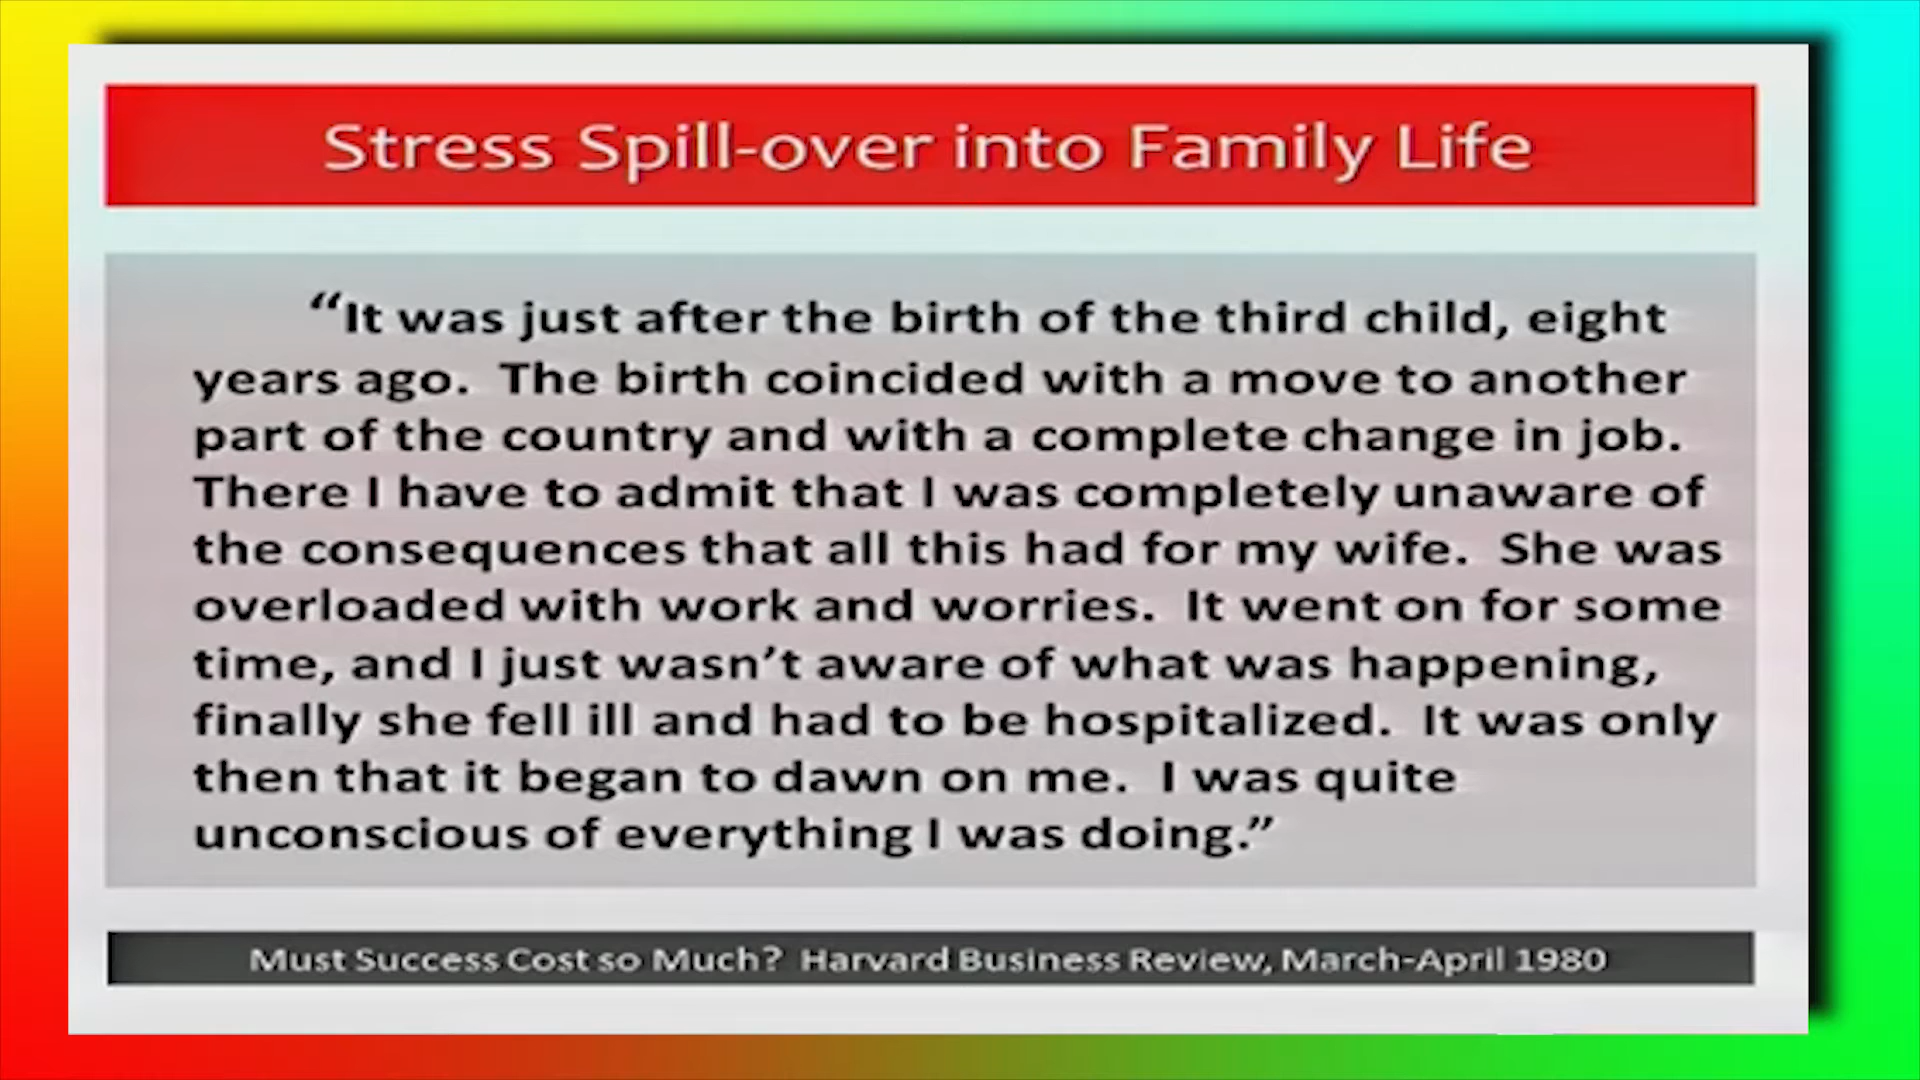 Stress Spill-over into Family Life
“It was just after the birth of the third child, eight
years ago.  The birth coincided with a move to another
part of the country and with a complete change in job.
There I have to admit that I was completely unaware of
the consequences that all this had for my wife.  She was
overloaded with work and worries.  It went on for some
time, and I just wasn’t aware of what was happening,
finally she fell ill and had to be hospitalized.  It was only
then that it began to dawn on me.  I was quite
unconscious of everything I was doing.”
Must Success Cost so Much?  Harvard Business Review, March-April 1980